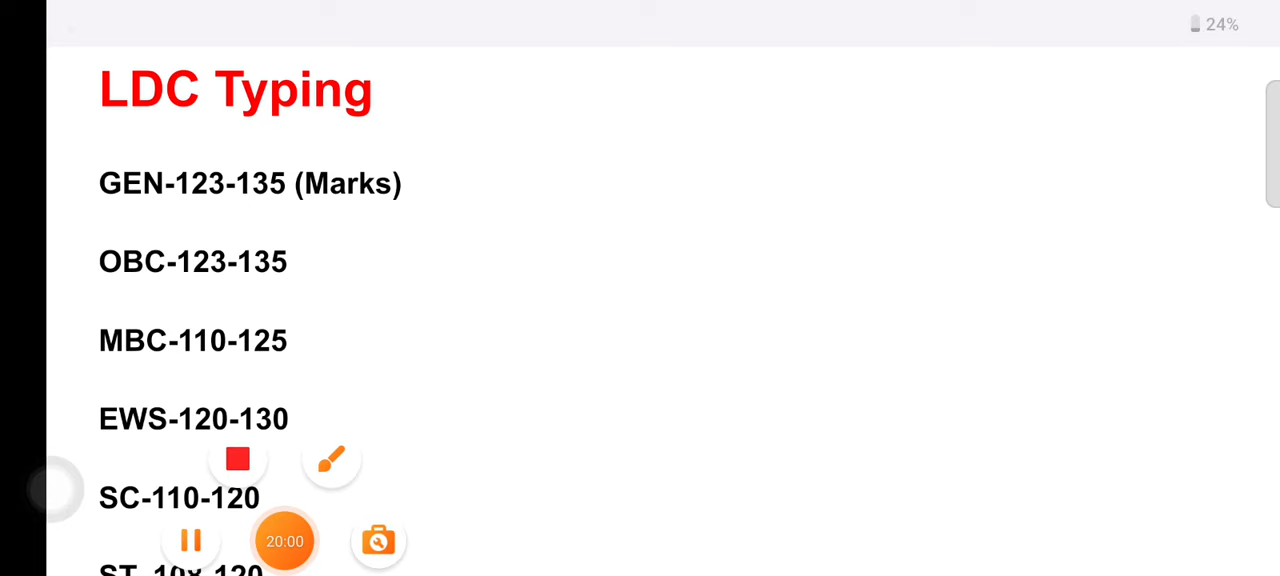 24%
LDC Typing
GEN-123-135 (Marks)
OBC-123-135
MBC-110-125
EWS-120-130
SC-110-120
20:00
ST